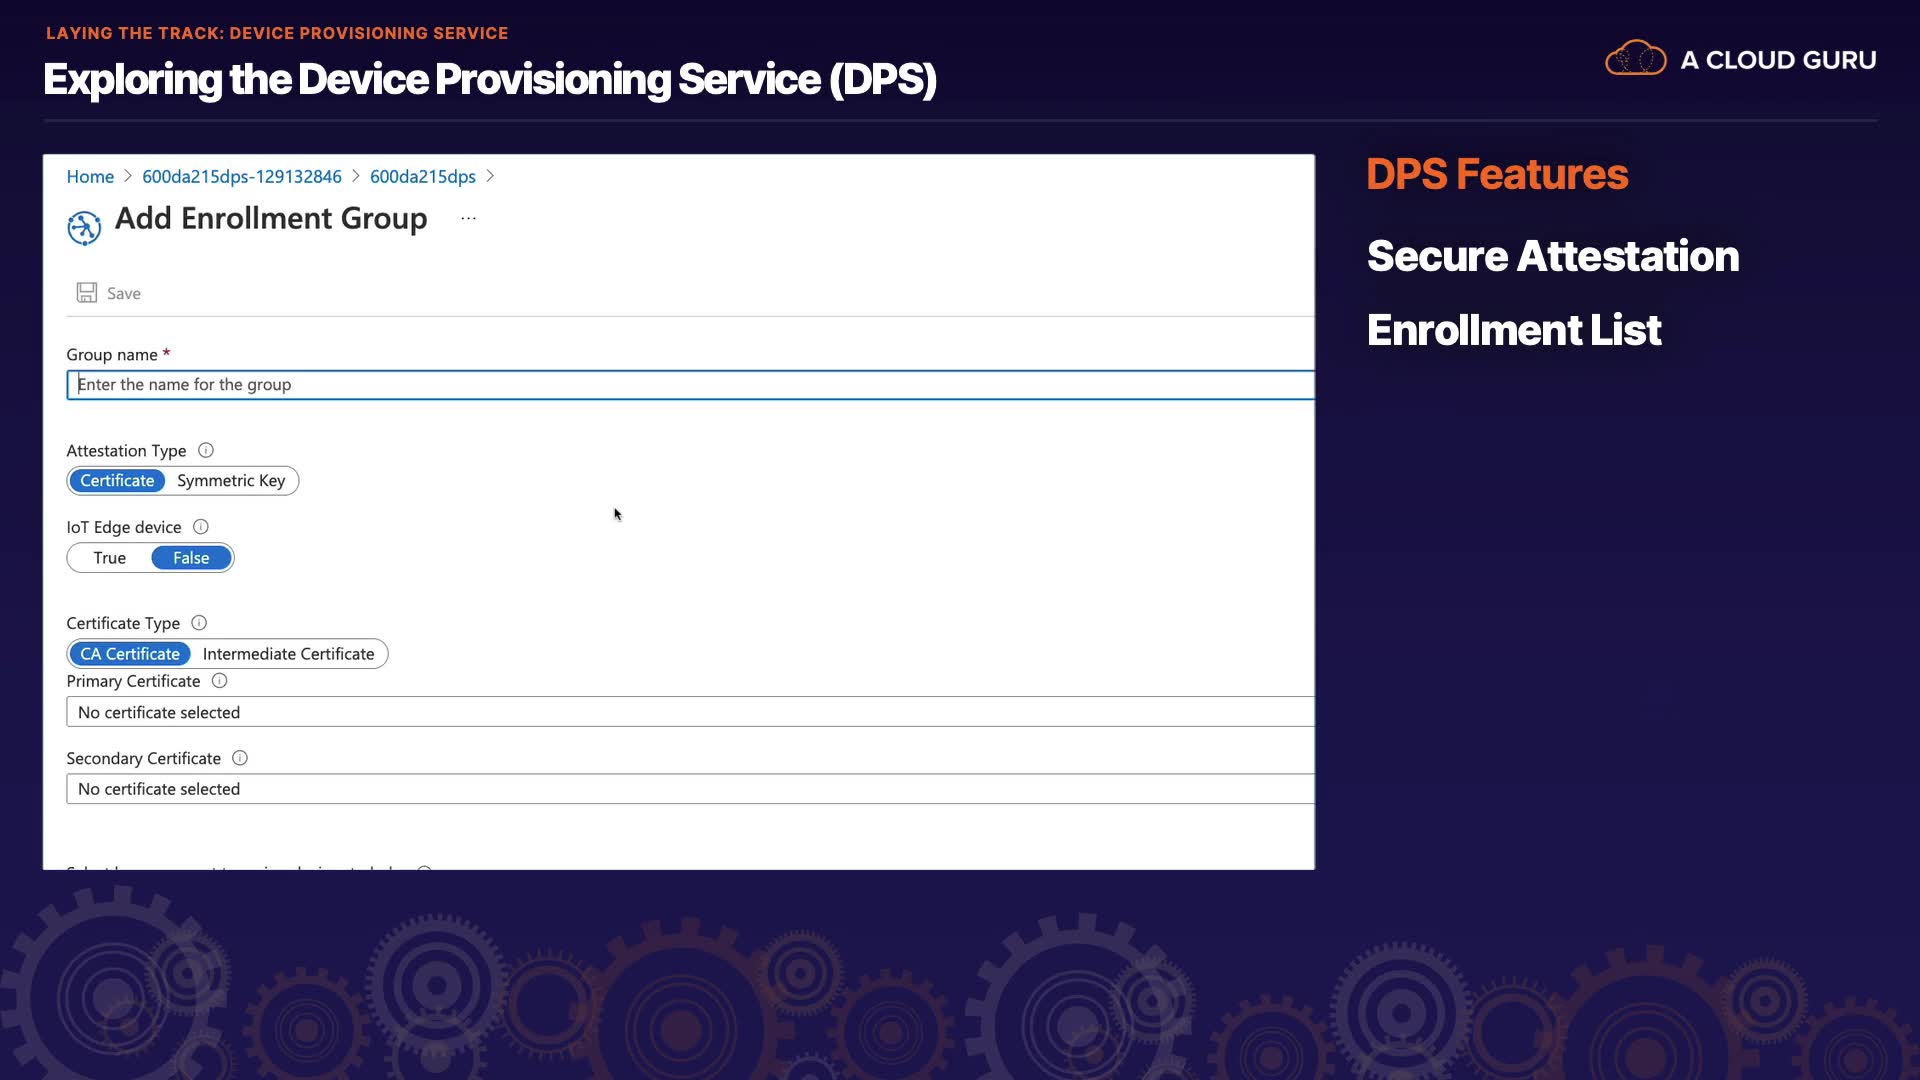 LAYING THE TRACK: DEVICE PROVISIONING SERVICE
Exploring the Device Provisioning Service (DPS)
A CLOUD GURU
Home > 600da215dps-129132846 > 600da215dps >
Add Enrollment Group ...
Save
Group name *
Enter the name for the group
Attestation Type
Certificate Symmetric Key
IoT Edge device
True False
Certificate Type
CA Certificate Intermediate Certificate
Primary Certificate
No certificate selected
Secondary Certificate
No certificate selected
DPS Features
Secure Attestation
Enrollment List